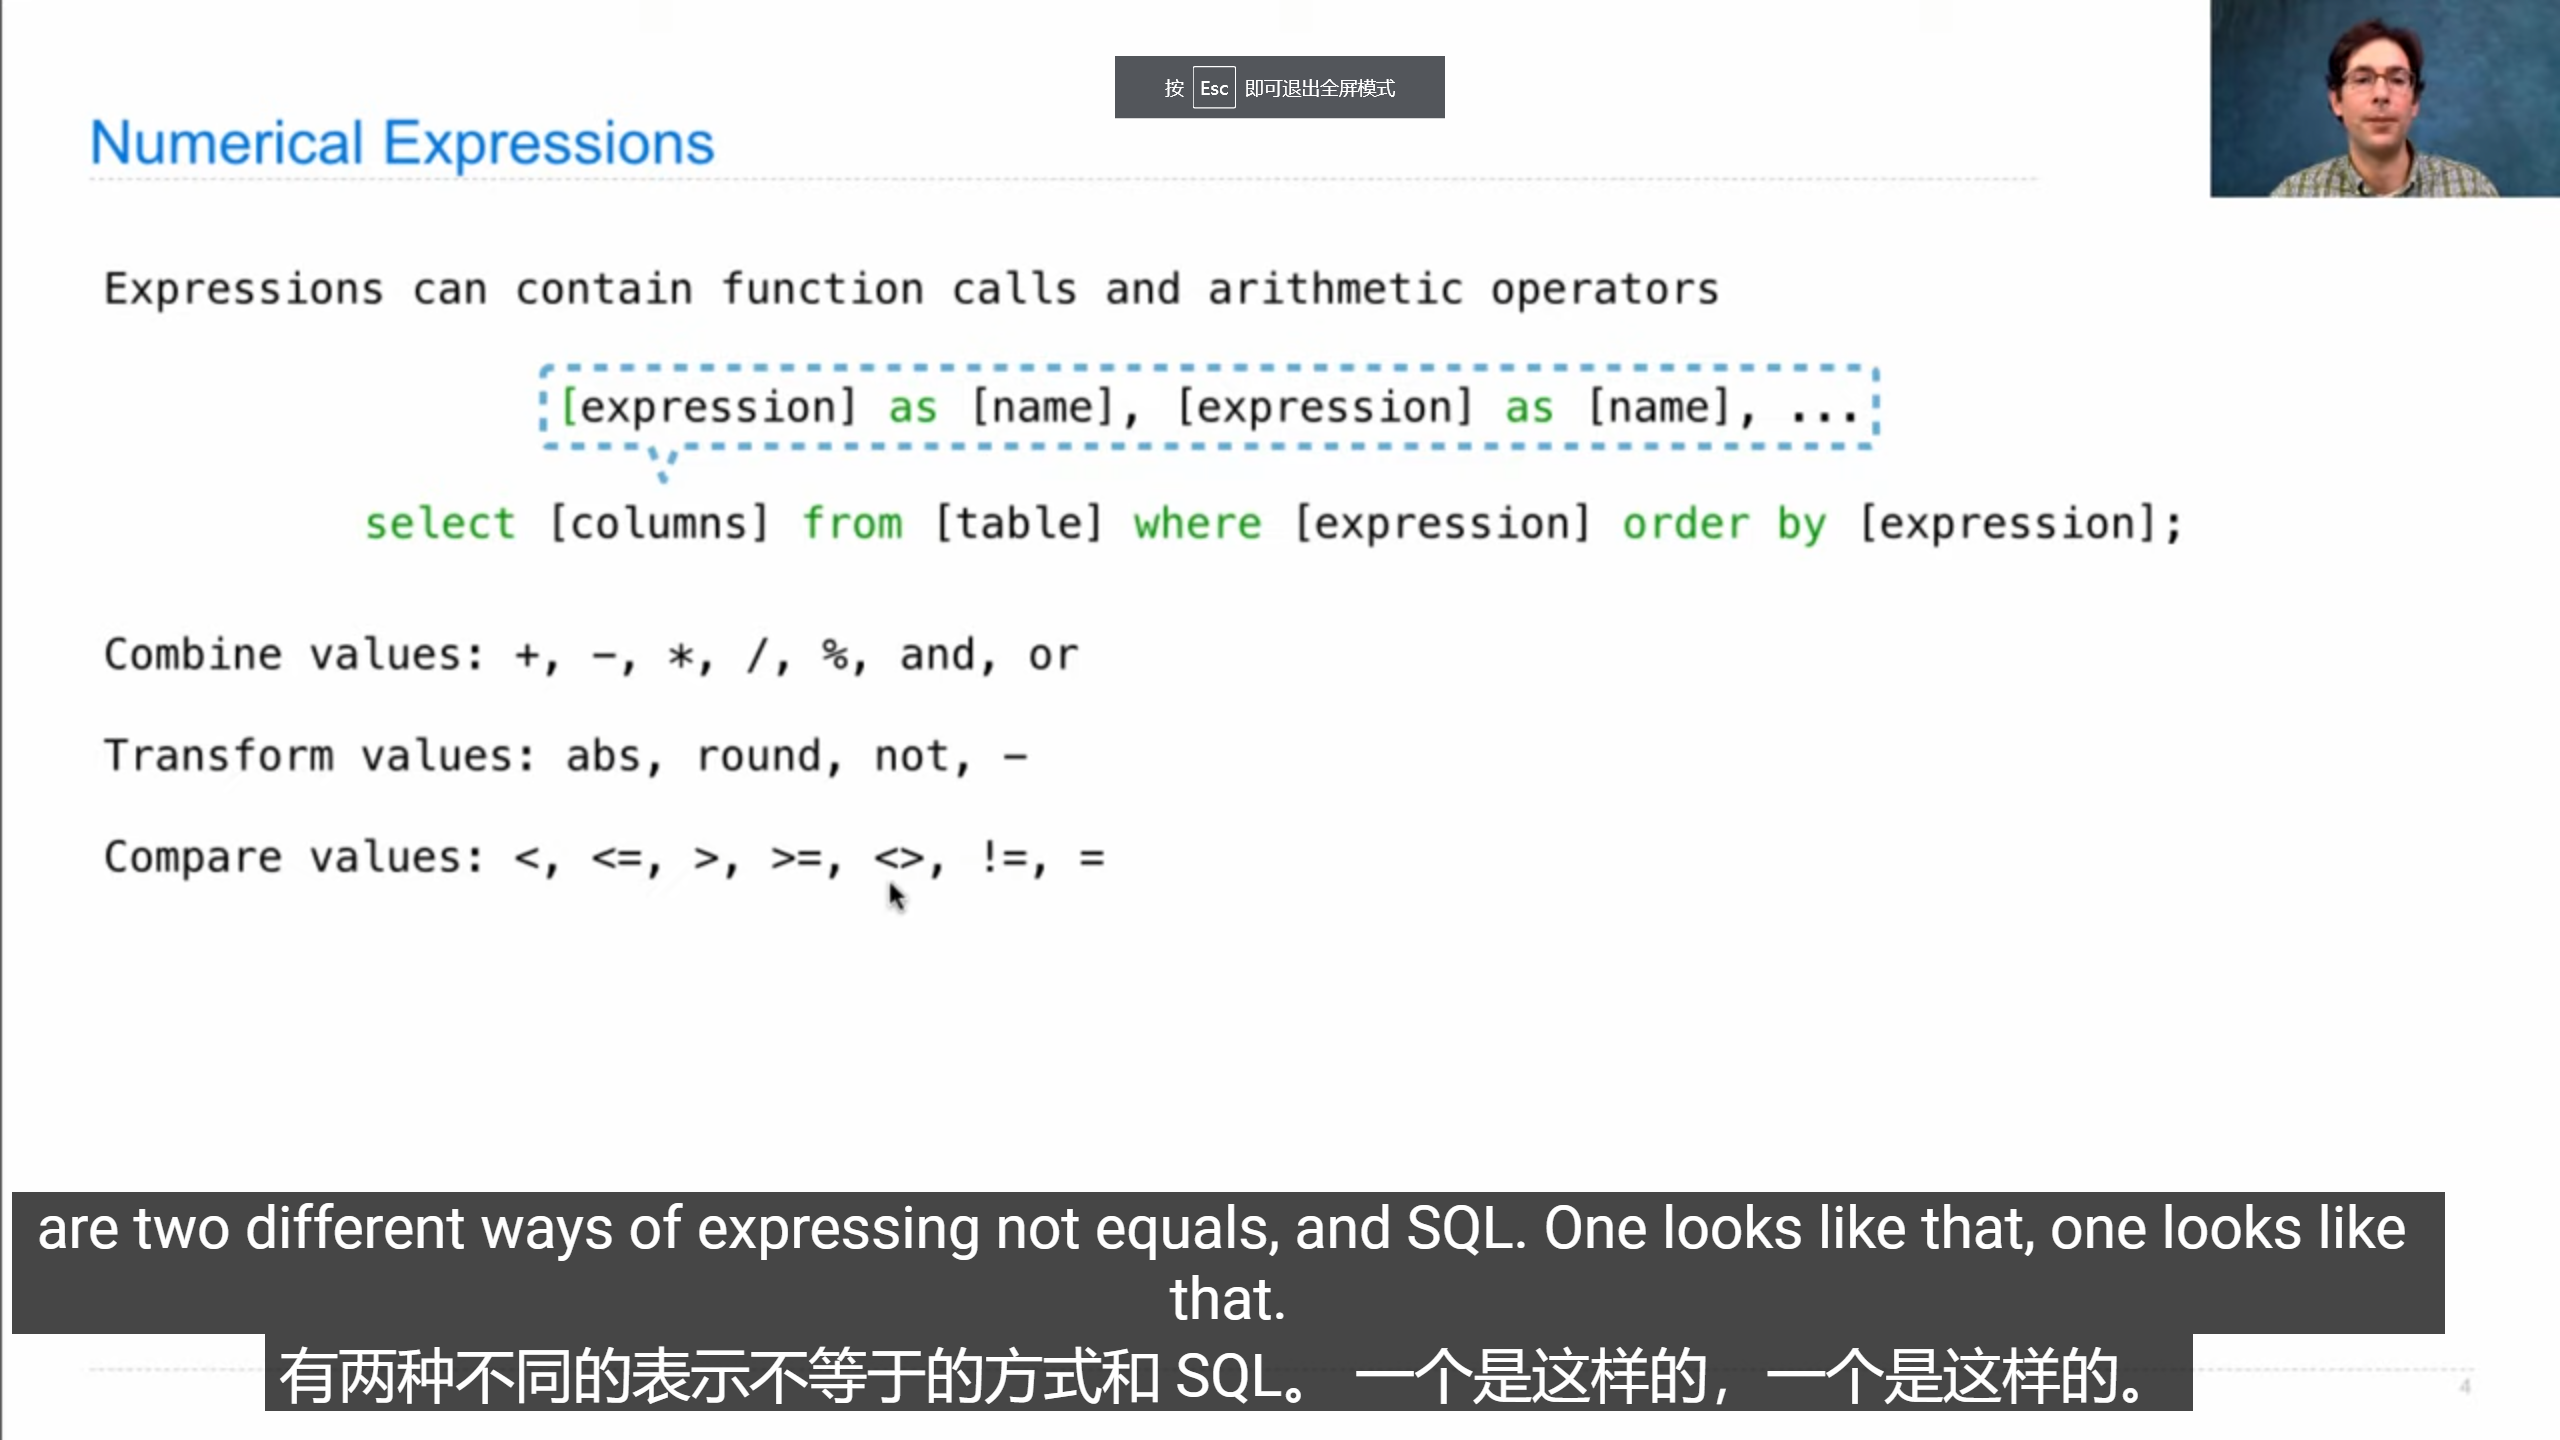 按 Esc 即可退出全屏模式
Numerical Expressions
Expressions can contain function calls and arithmetic operators
[expression] as [name], [expression] as [name], ...
select [columns] from [table] where [expression] order by [expression];
Combine values: +, −, *, /, %, and, or
Transform values: abs, round, not, −
Compare values: <, <=, >, >=, <>, !=, =
are two different ways of expressing not equals, and SQL. One looks like that, one looks like
that.
有两种不同的表示不等于的方式和 SQL。 一个是这样的，一个是这样的。
4